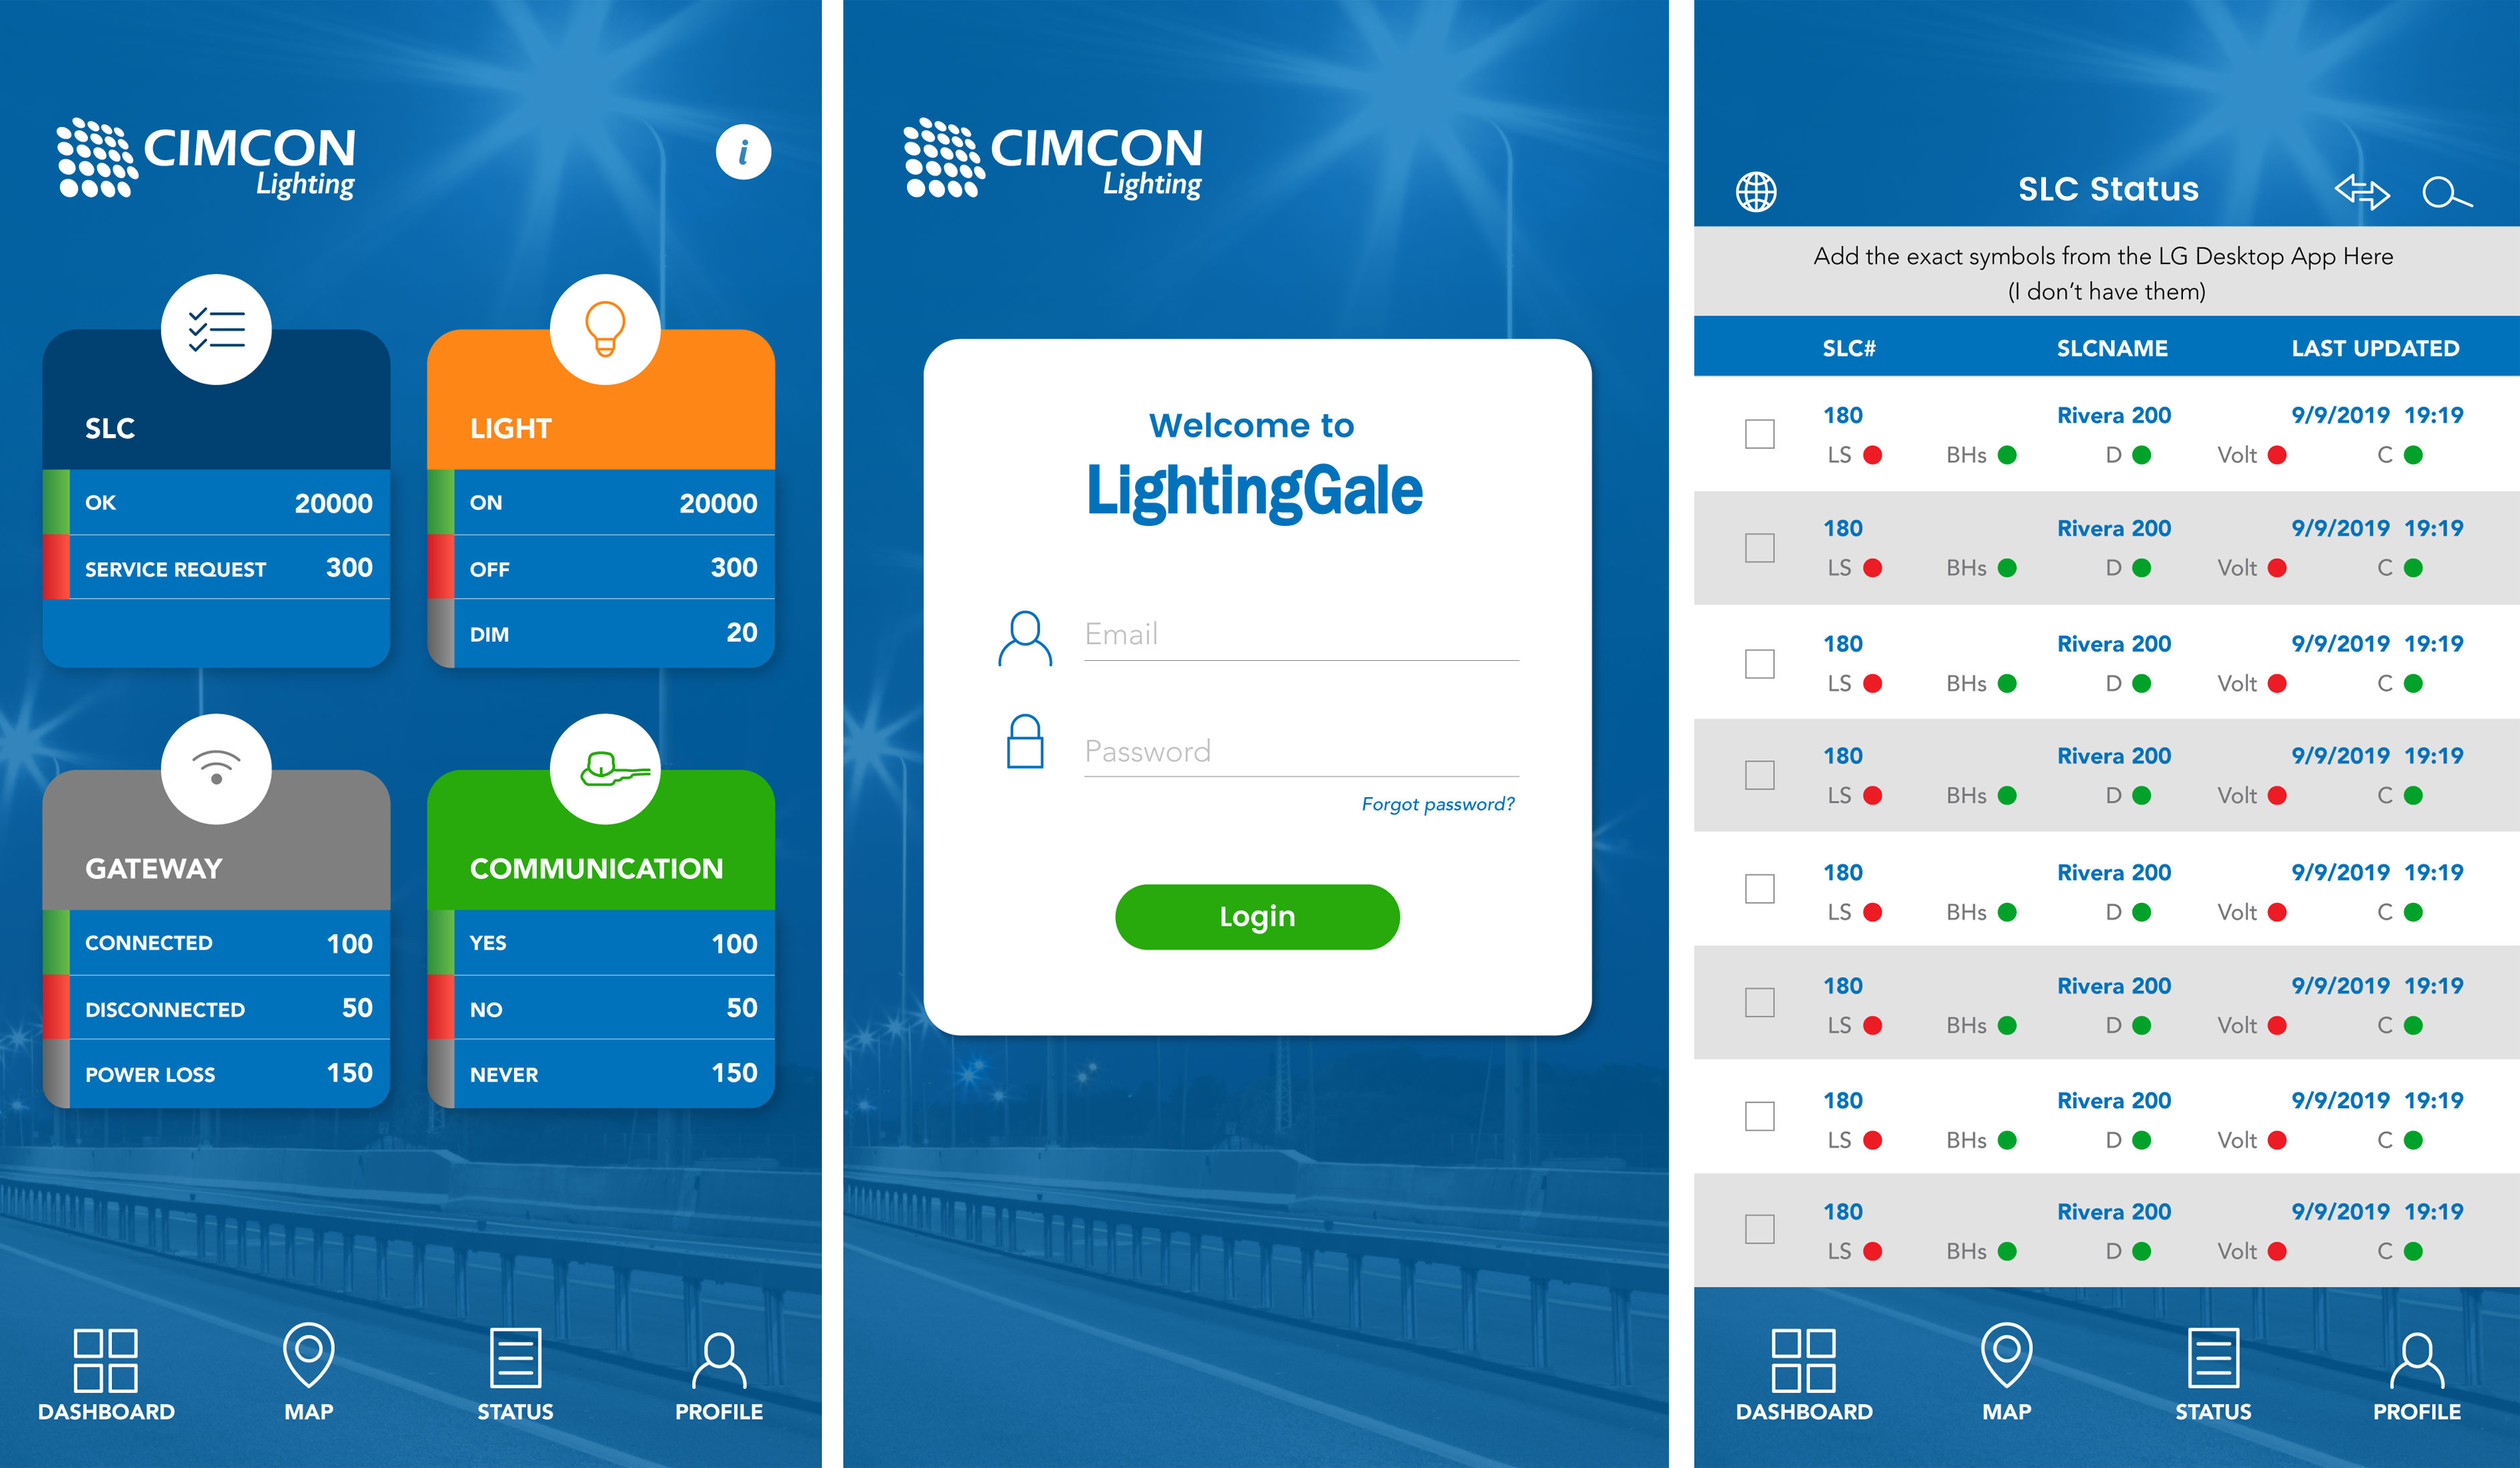 CIMCON
Lighting
i
SLC
OK 20000
SERVICE REQUEST 300
LIGHT
ON 20000
OFF 300
DIM 20
GATEWAY
CONNECTED 100
DISCONNECTED 50
POWER LOSS 150
COMMUNICATION
YES 100
NO 50
NEVER 150
DASHBOARD MAP STATUS PROFILE
CIMCON
Lighting
Welcome to
LightingGale
Email
Password
Forgot password?
Login
SLC Status
Add the exact symbols from the LG Desktop App Here
(I don't have them)
SLC# SLCNAME LAST UPDATED
180 Rivera 200 9/9/2019 19:19
LS BHs D Volt C
180 Rivera 200 9/9/2019 19:19
LS BHs D Volt C
180 Rivera 200 9/9/2019 19:19
LS BHs D Volt C
180 Rivera 200 9/9/2019 19:19
LS BHs D Volt C
180 Rivera 200 9/9/2019 19:19
LS BHs D Volt C
180 Rivera 200 9/9/2019 19:19
LS BHs D Volt C
180 Rivera 200 9/9/2019 19:19
LS BHs D Volt C
180 Rivera 200 9/9/2019 19:19
LS BHs D Volt C
DASHBOARD MAP STATUS PROFILE